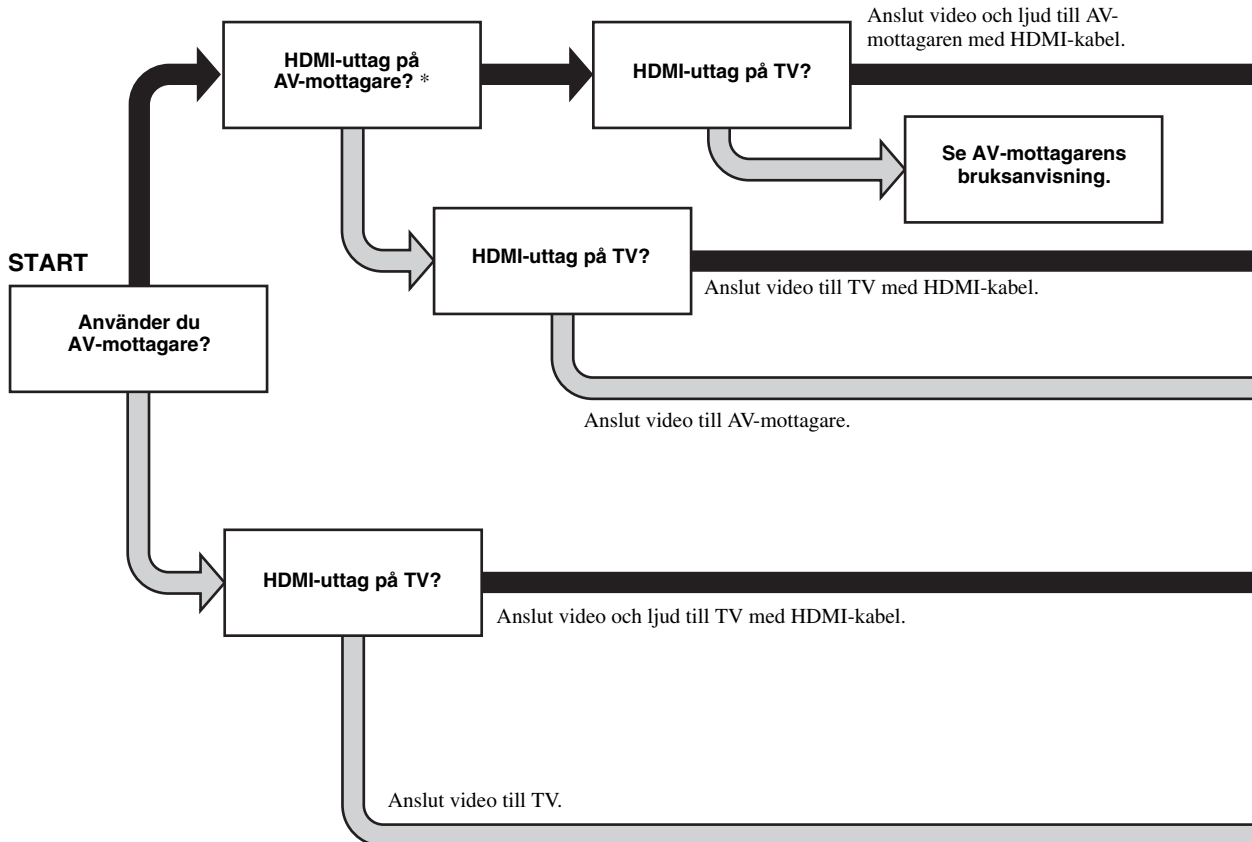 Anslut video och ljud till AV-
mottagaren med HDMI-kabel.
HDMI-uttag på
AV-mottagare? *
HDMI-uttag på TV?
Se AV-mottagarens
bruksanvisning.
HDMI-uttag på TV?
Anslut video till TV med HDMI-kabel.
START
Använder du
AV-mottagare?
Anslut video till AV-mottagare.
HDMI-uttag på TV?
Anslut video och ljud till TV med HDMI-kabel.
Anslut video till TV.